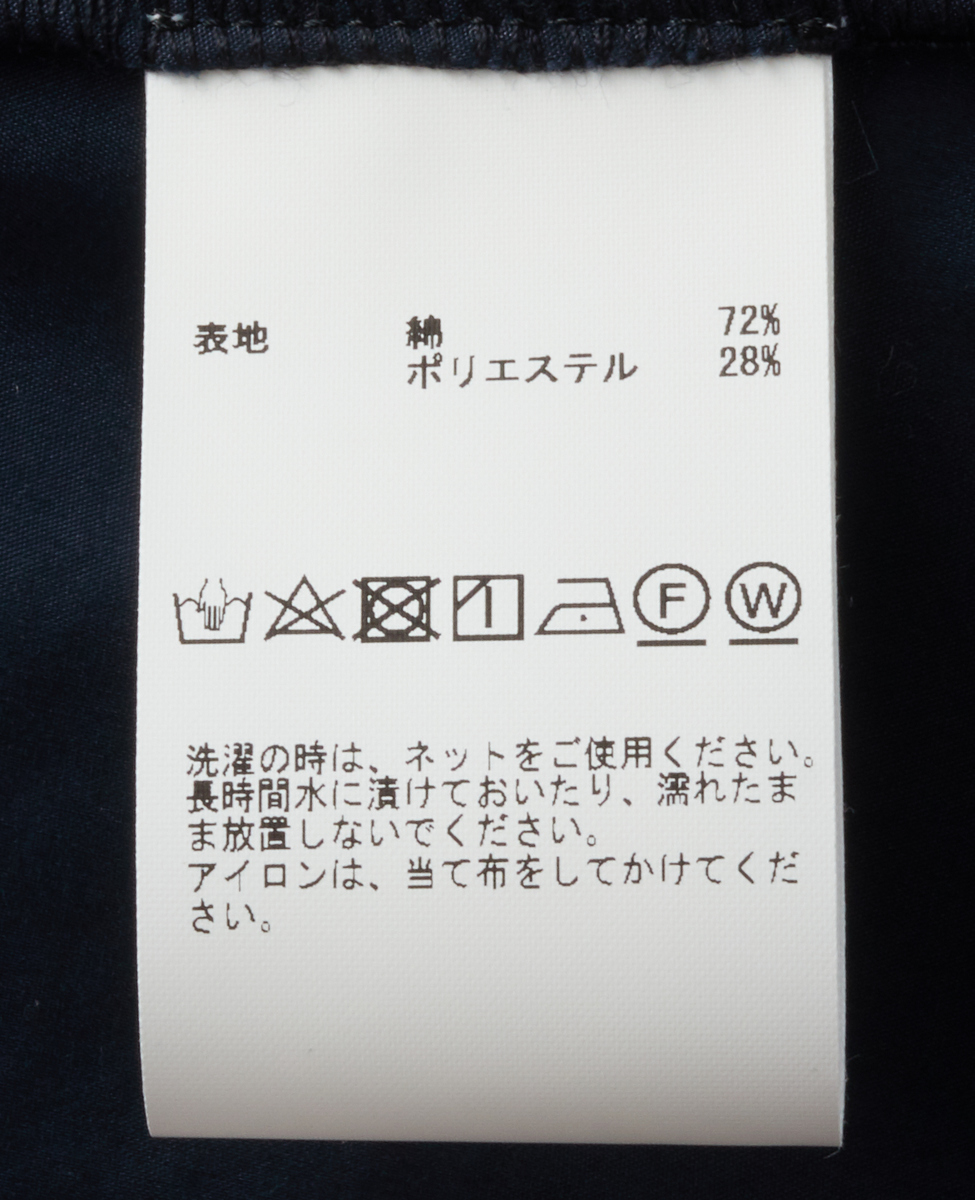 表地 綿 72%
ポリエステル 28%
F W
洗濯の時は、ネットをご使用ください。
長時間水に漬けておいたり、濡れたま
ま放置しないでください。
アイロンは、当て布をしてかけてくだ
さい。